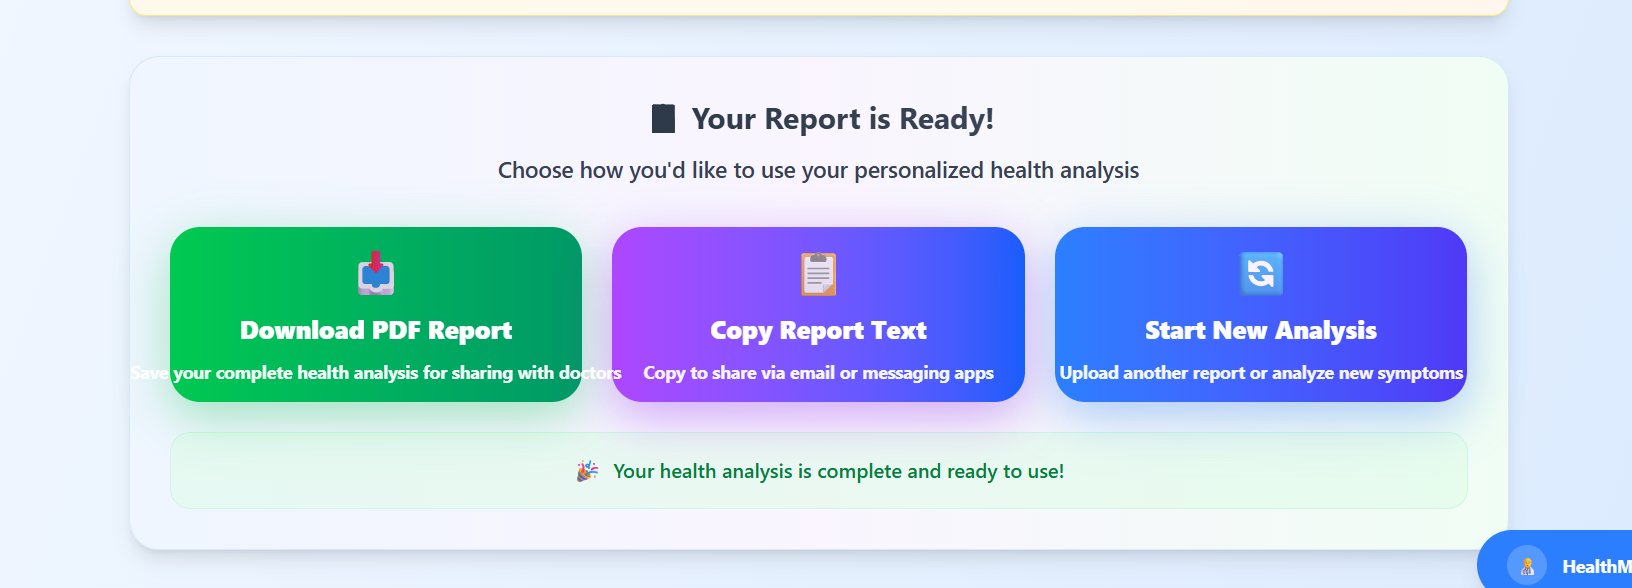 Your Report is Ready!
Choose how you'd like to use your personalized health analysis
Download PDF Report
Save your complete health analysis for sharing with doctors
Copy Report Text
Copy to share via email or messaging apps
Start New Analysis
Upload another report or analyze new symptoms
Your health analysis is complete and ready to use!
HealthM